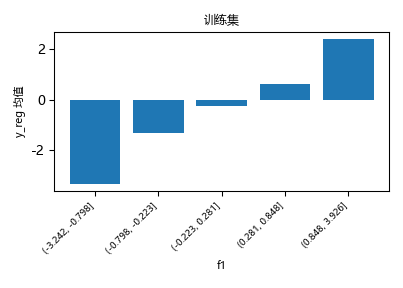 训练集
y_reg 均值
2
0
-2
(-3.242, -0.798]
(-0.798, -0.223]
(-0.223, 0.281]
(0.281, 0.848]
(0.848, 3.926]
f1